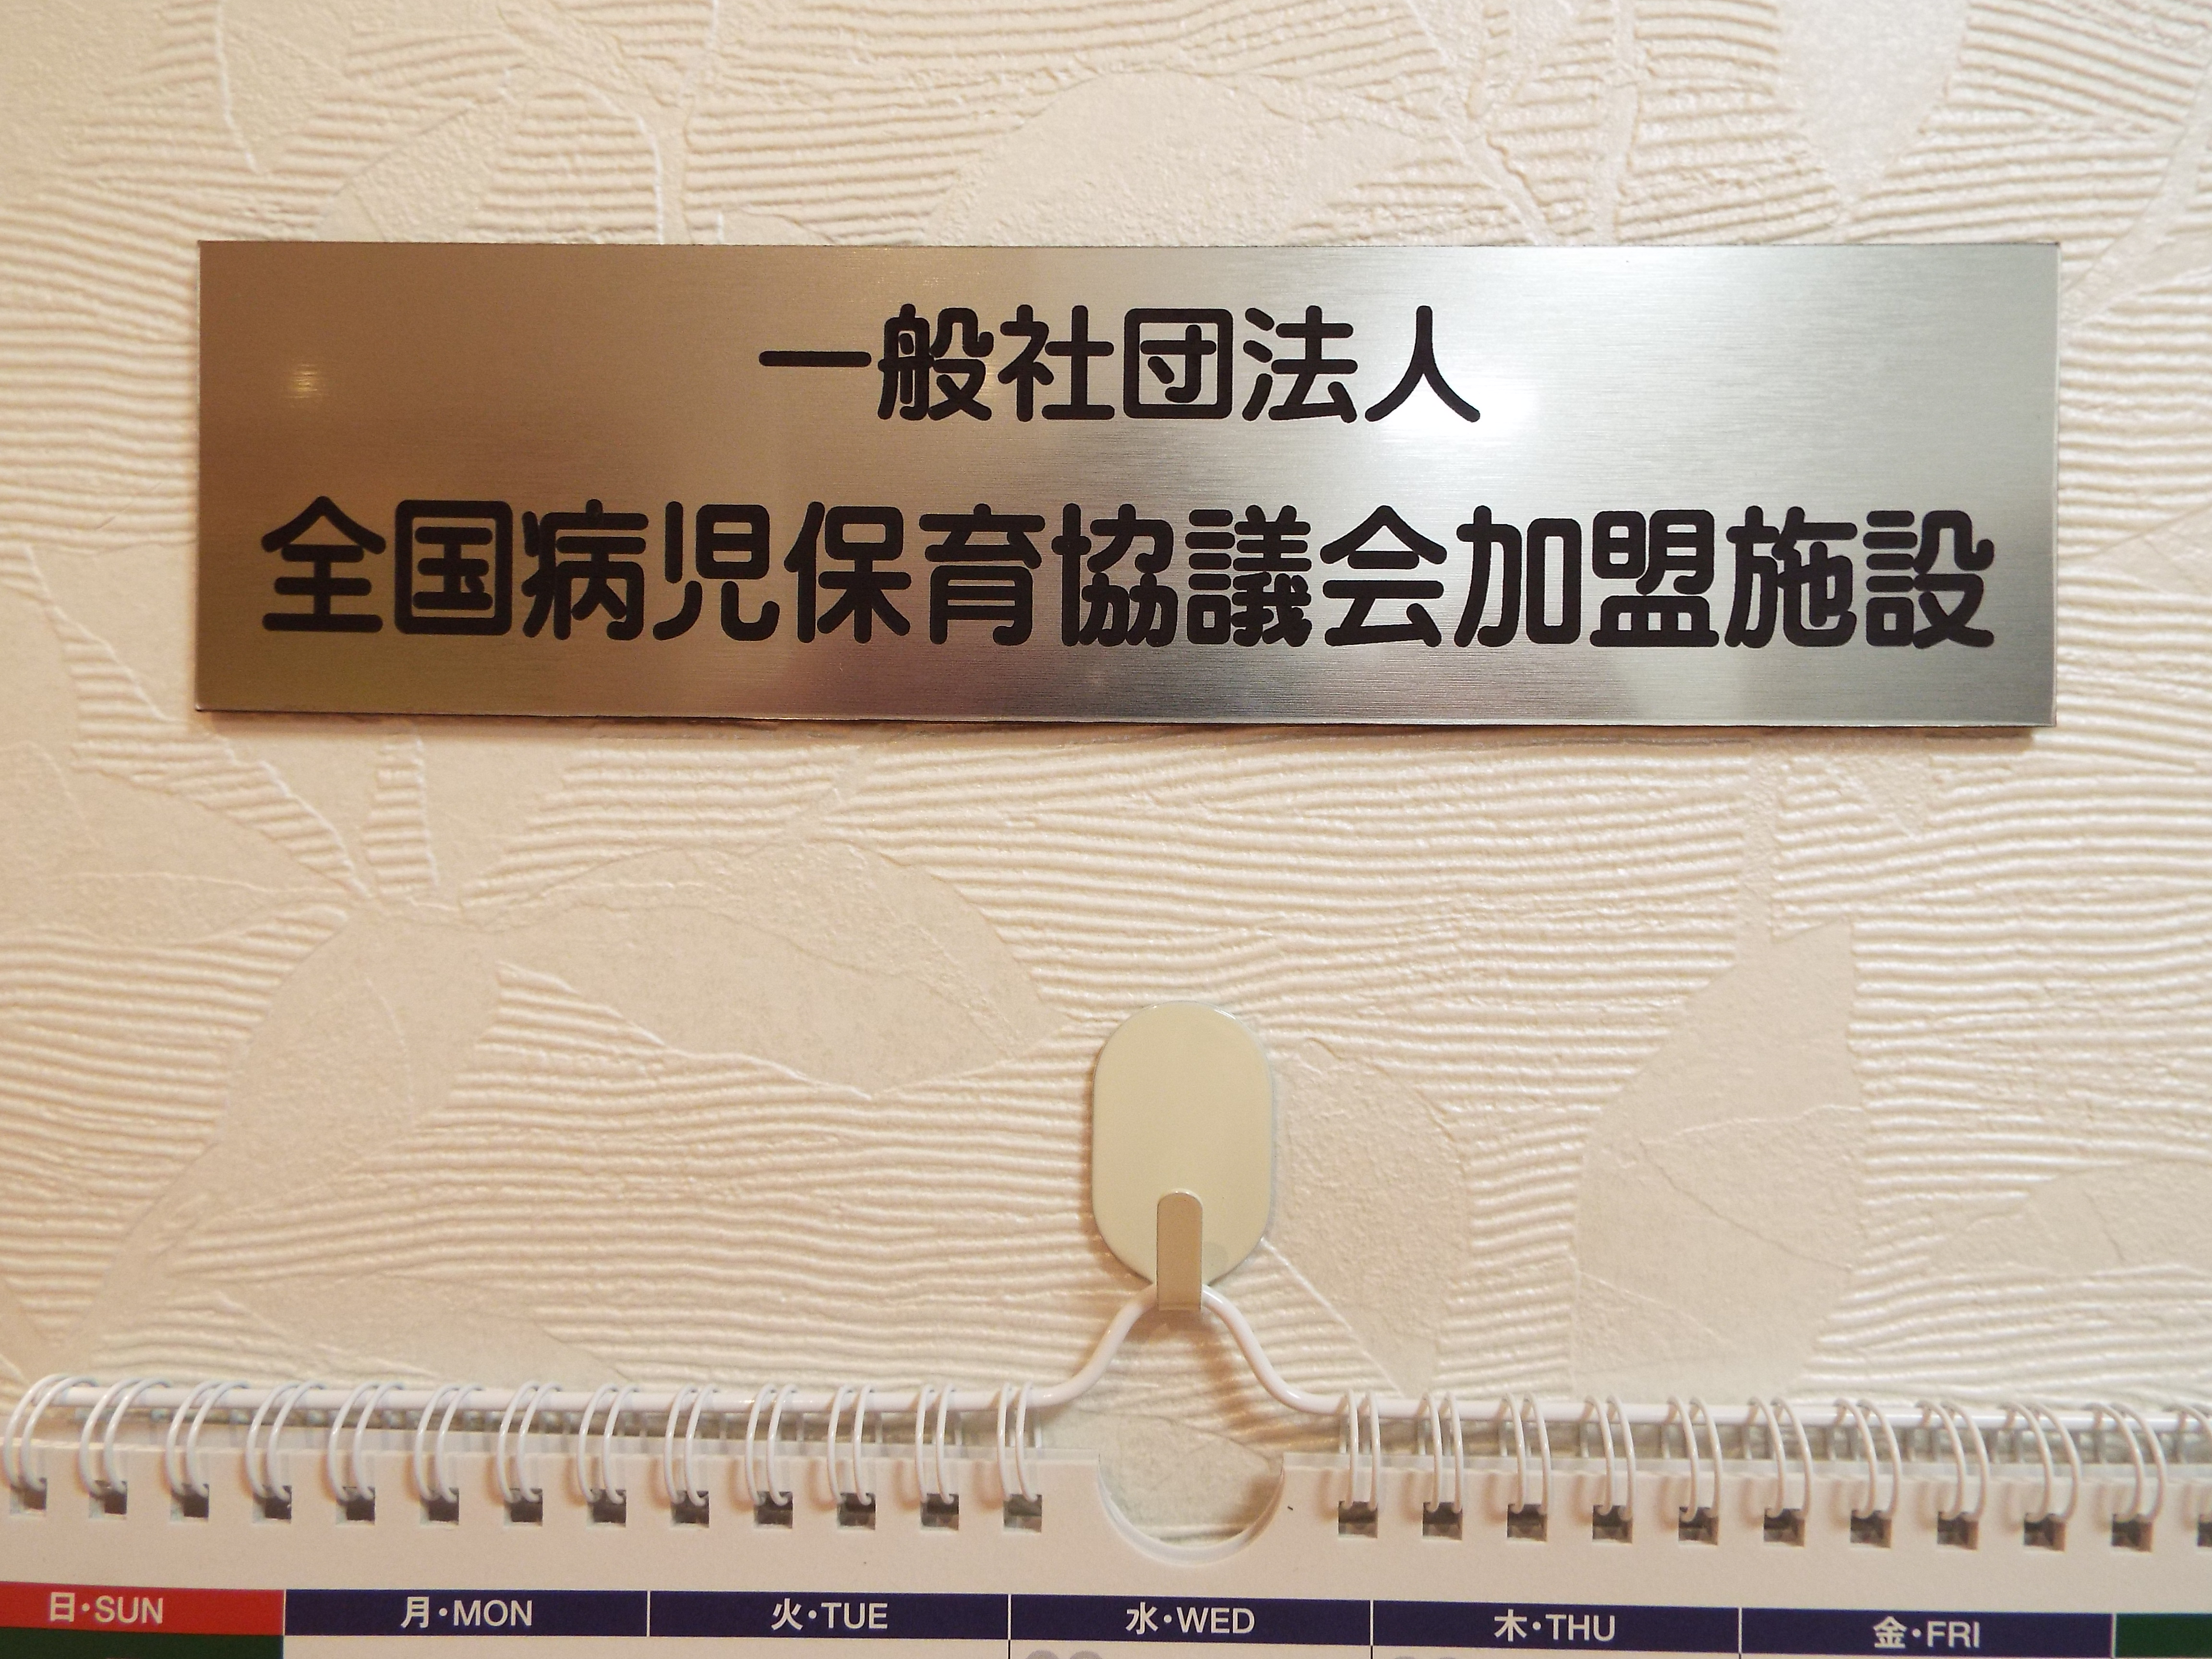 一般社団法人
全国病児保育協議会加盟施設
日・SUN 月・MON 火・TUE 水・WED 木・THU 金・FRI